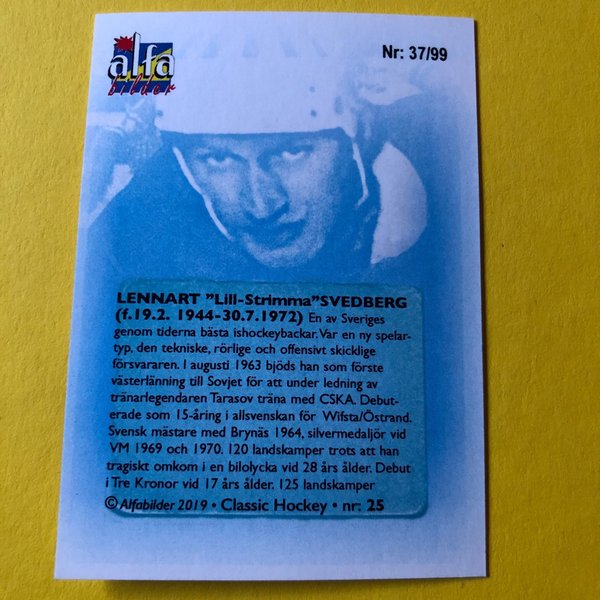 alfa
bilder
Nr: 37/99
LENNART ”Lill-Strimma”SVEDBERG
(f.19.2. 1944-30.7.1972) En av Sveriges
genom tiderna bästa ishockeybackar. Var en ny spelar-
typ, den tekniske, rörlige och offensivt skicklige
försvararen. I augusti 1963 bjöds han som förste
västerlänning till Sovjet för att under ledning av
tränarlegendaren Tarasov träna med CSKA. Debut-
erade som 15-åring i allsvenskan för Wifsta/Östrand.
Svensk mästare med Brynäs 1964, silvermedaljör vid
VM 1969 och 1970. 120 landskamper trots att han
tragiskt omkom i en bilolycka vid 28 års ålder. Debut
i Tre Kronor vid 17 års ålder. 125 landskamper
© Alfabilder 2019 • Classic Hockey • nr: 25